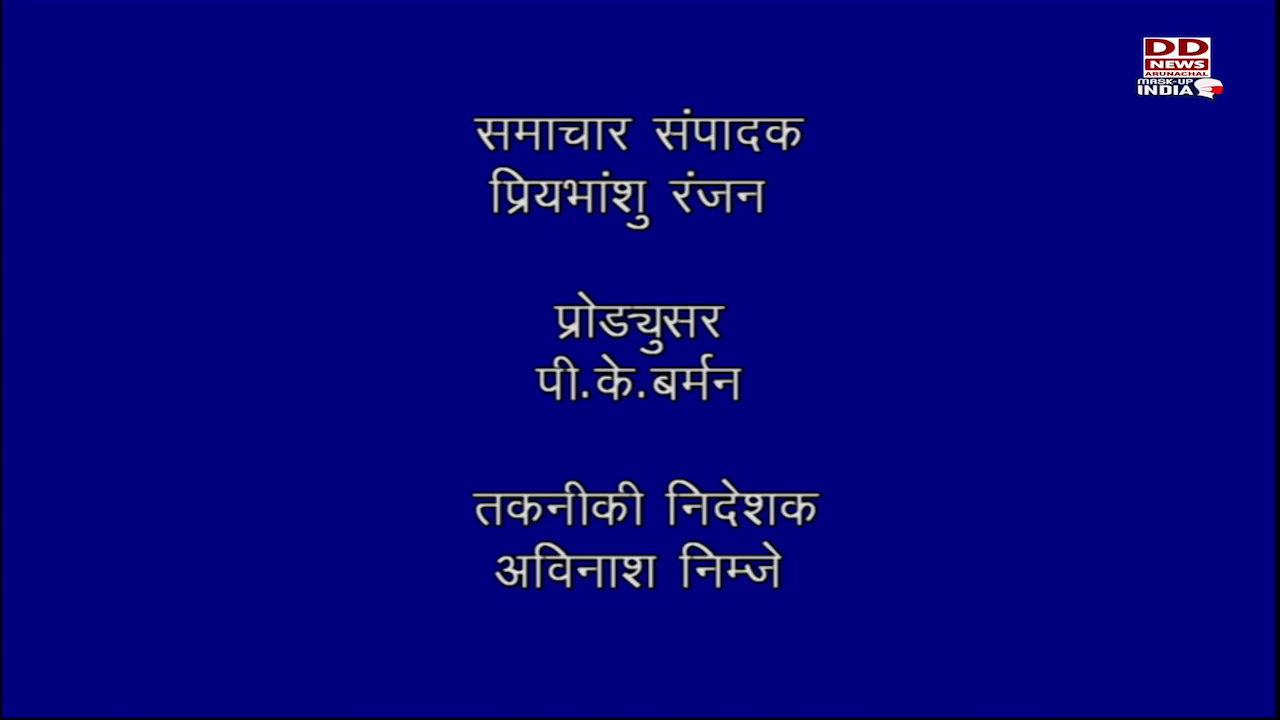 DD
NEWS
ARUNACHAL
MASK-UP
INDIA
समाचार संपादक
प्रियभांशु रंजन
प्रोड्युसर
पी.के.बर्मन
तकनीकी निदेशक
अविनाश निम्जे